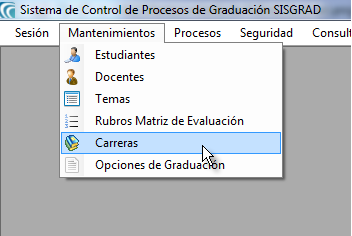 Sistema de Control de Procesos de Graduación SISGRAD
Sesión Mantenimientos Procesos Seguridad Consult
Estudiantes
Docentes
Temas
Rubros Matriz de Evaluación
Carreras
Opciones de Graduación